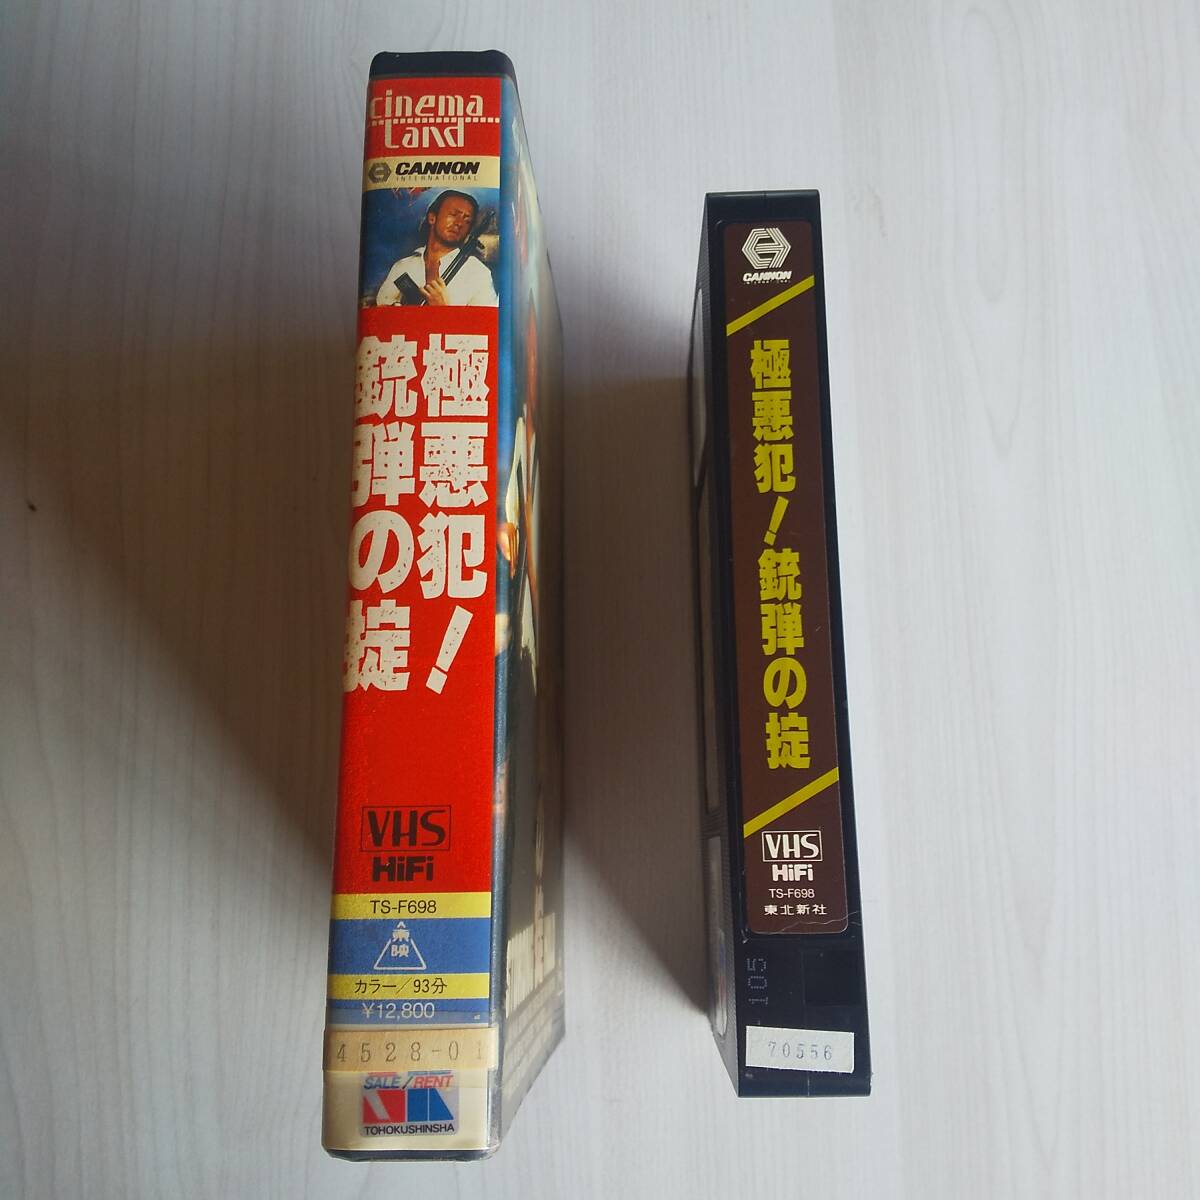 cinema
Land
CANNON
INTERNATIONAL
極悪犯!
銃弾の掟
VHS
HiFi
TS-F698
東映
カラー/93分
¥12,800
4528-01
SALE/RENT
TOHOKUSHINSHA
CANNON
INTERNATIONAL
極悪犯!銃弾の掟
VHS
HiFi
TS-F698
東北新社
105
70556